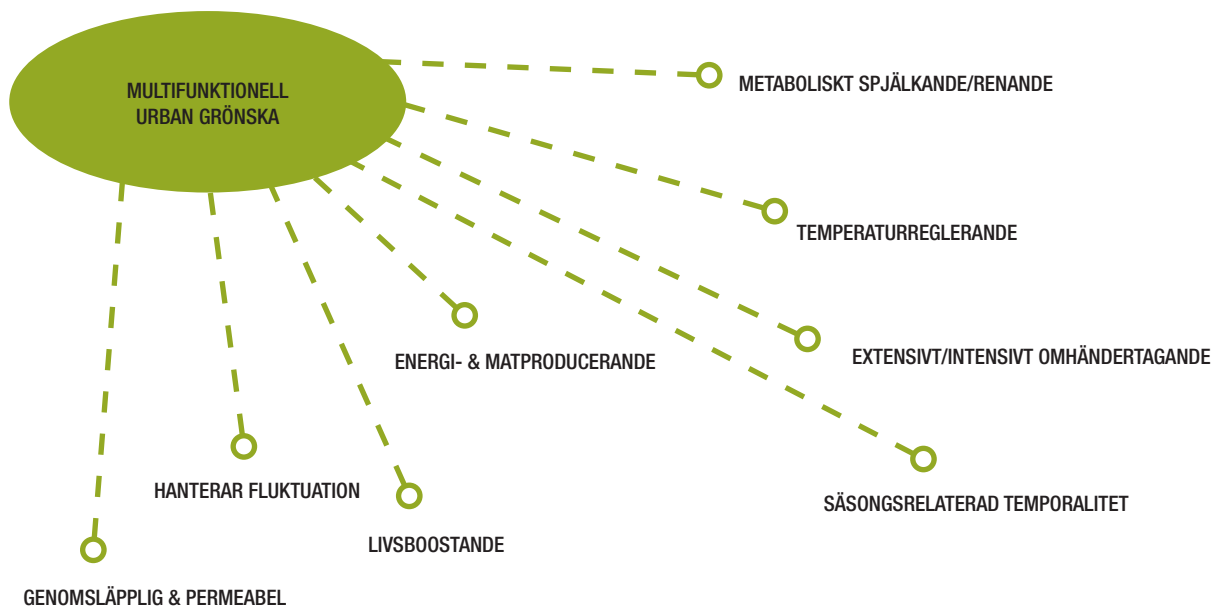 MULTIFUNKTIONELL
URBAN GRÖNSKA
METABOLISKT SPJÄLKANDE/RENANDE
TEMPERATURREGLERANDE
EXTENSIVT/INTENSIVT OMHÄNDERTAGANDE
ENERGI- & MATPRODUCERANDE
SÄSONGSRELATERAD TEMPORALITET
HANTERAR FLUKTUATION
LIVSBOOSTANDE
GENOMSLÄPPLIG & PERMEABEL